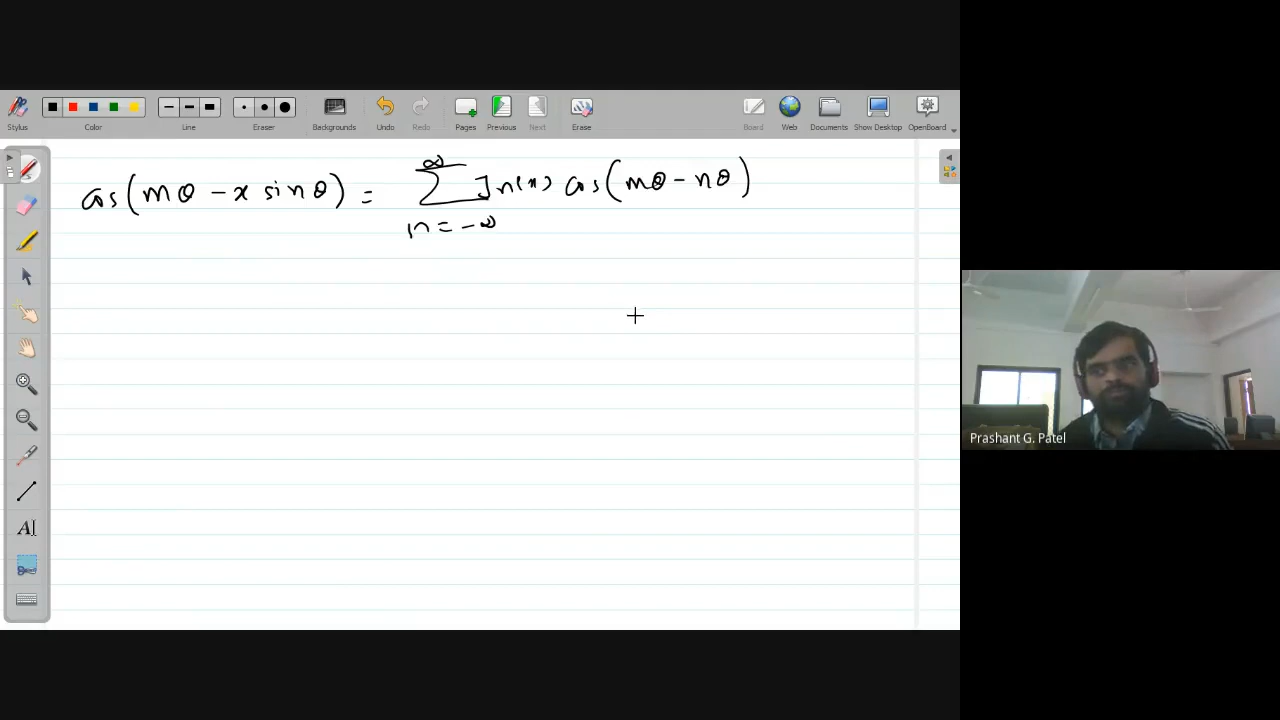 Stylus Color Line Eraser Backgrounds Undo Redo Pages Previous Next Erase Board Web Documents Show Desktop OpenBoard
∞
cos(mθ − x sinθ) = ∑ Jn(x) cos(mθ − nθ)
n = −∞
Prashant G. Patel